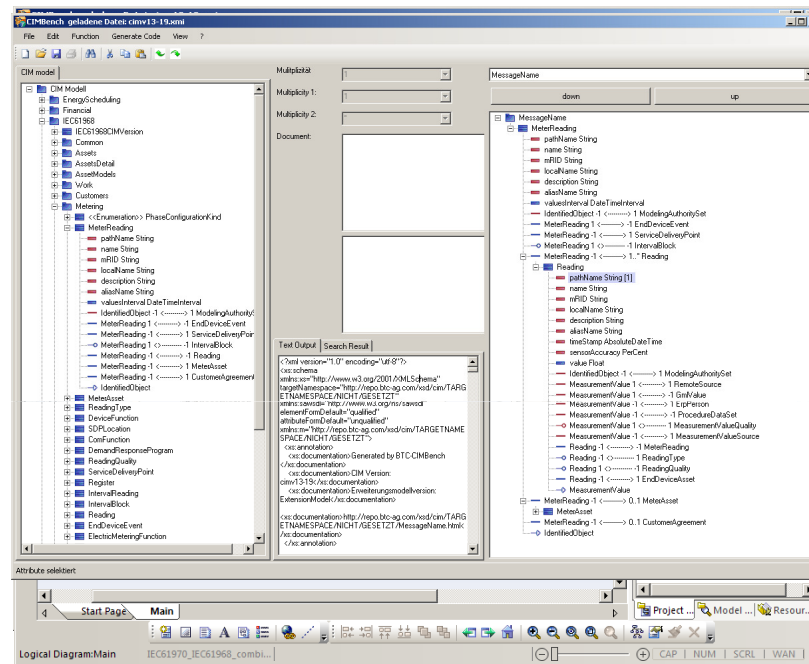 CIMBench geladene Datei: cimv13-19.xmi
File Edit Function Generate Code View ?
CIM model
CIM Modell
EnergyScheduling
Financial
IEC61968
IEC61968CIMVersion
Common
Assets
AssetsDetail
AssetModels
Work
Customers
Metering
<<Enumeration>> PhaseConfigurationKind
MeterReading
pathName String
name String
mRID String
localName String
description String
aliasName String
valuesInterval DateTimeInterval
IdentifiedObject -1 <---------> 1 ModelingAuthorityS
MeterReading 1 <---------> -1 EndDeviceEvent
MeterReading -1 <---------> 1 ServiceDeliveryPoin
MeterReading 1 <>--------- -1 IntervalBlock
MeterReading -1 <---------> -1 Reading
MeterReading -1 <---------> 1 MeterAsset
MeterReading -1 <---------> 1 CustomerAgreement
IdentifiedObject
MeterAsset
ReadingType
DeviceFunction
SDPLocation
ComFunction
DemandResponseProgram
ReadingQuality
ServiceDeliveryPoint
Register
IntervalReading
IntervalBlock
Reading
EndDeviceEvent
ElectricMeteringFunction
Mulitplizität
1
Multiplicity 1:
1
Multiplicity 2:
Document:
Text Output Search Result
<?xml version="1.0" encoding="utf-8"?>
<xs:schema
xmlns:xs="http://www.w3.org/2001/XMLSchema"
targetNamespace="http://repo.btc-ag.com/xsd/cim/TARG
ETNAMESPACE/NICHT/GESETZT"
xmlns:sawsdl="http://www.w3.org/ns/sawsdl"
elementFormDefault="qualified"
attributeFormDefault="unqualified"
xmlns:m="http://repo.btc-ag.com/xsd/cim/TARGETNAME
SPACE/NICHT/GESETZT">
<xs:annotation>
<xs:documentation>Generated by BTC-CIMBench
</xs:documentation>
<xs:documentation>CIM Version:
cimv13-19</xs:documentation>
<xs:documentation>Erweiterungsmodellversion:
ExtensionModel</xs:documentation>
<xs:documentation>http://repo.btc-ag.com/xsd/cim/TARG
ETNAMESPACE/NICHT/GESETZT/MessageName.html<
/xs:documentation>
</xs:annotation>
MessageName
down up
MessageName
MeterReading
pathName String
name String
mRID String
localName String
description String
aliasName String
valuesInterval DateTimeInterval
IdentifiedObject -1 <---------> 1 ModelingAuthoritySet
MeterReading 1 <---------> -1 EndDeviceEvent
MeterReading -1 <---------> 1 ServiceDeliveryPoint
MeterReading 1 <>--------- -1 IntervalBlock
MeterReading -1 <---------> 1..* Reading
Reading
pathName String [1]
name String
mRID String
localName String
description String
aliasName String
timeStamp AbsoluteDateTime
sensorAccuracy PerCent
value Float
IdentifiedObject -1 <---------> 1 ModelingAuthoritySet
MeasurementValue 1 <---------> 1 RemoteSource
MeasurementValue 1 <---------> -1 GmlValue
MeasurementValue -1 <---------> 1 ErpPerson
MeasurementValue -1 <---------> -1 ProcedureDataSet
MeasurementValue 1 <>--------- 1 MeasurementValueQuality
MeasurementValue -1 <---------> 1 MeasurementValueSource
Reading -1 <---------> -1 MeterReading
Reading -1 <>--------- 1 ReadingType
Reading 1 <>--------- -1 ReadingQuality
Reading -1 <---------> 1 EndDeviceAsset
MeasurementValue
MeterReading -1 <---------> 0..1 MeterAsset
MeterAsset
MeterReading -1 <---------> 0..1 CustomerAgreement
IdentifiedObject
Attribute selektiert
Start Page Main
Project ... Model ... Resour...
Logical Diagram:Main IEC61970_IEC61968_combi...
CAP NUM SCRL WAN